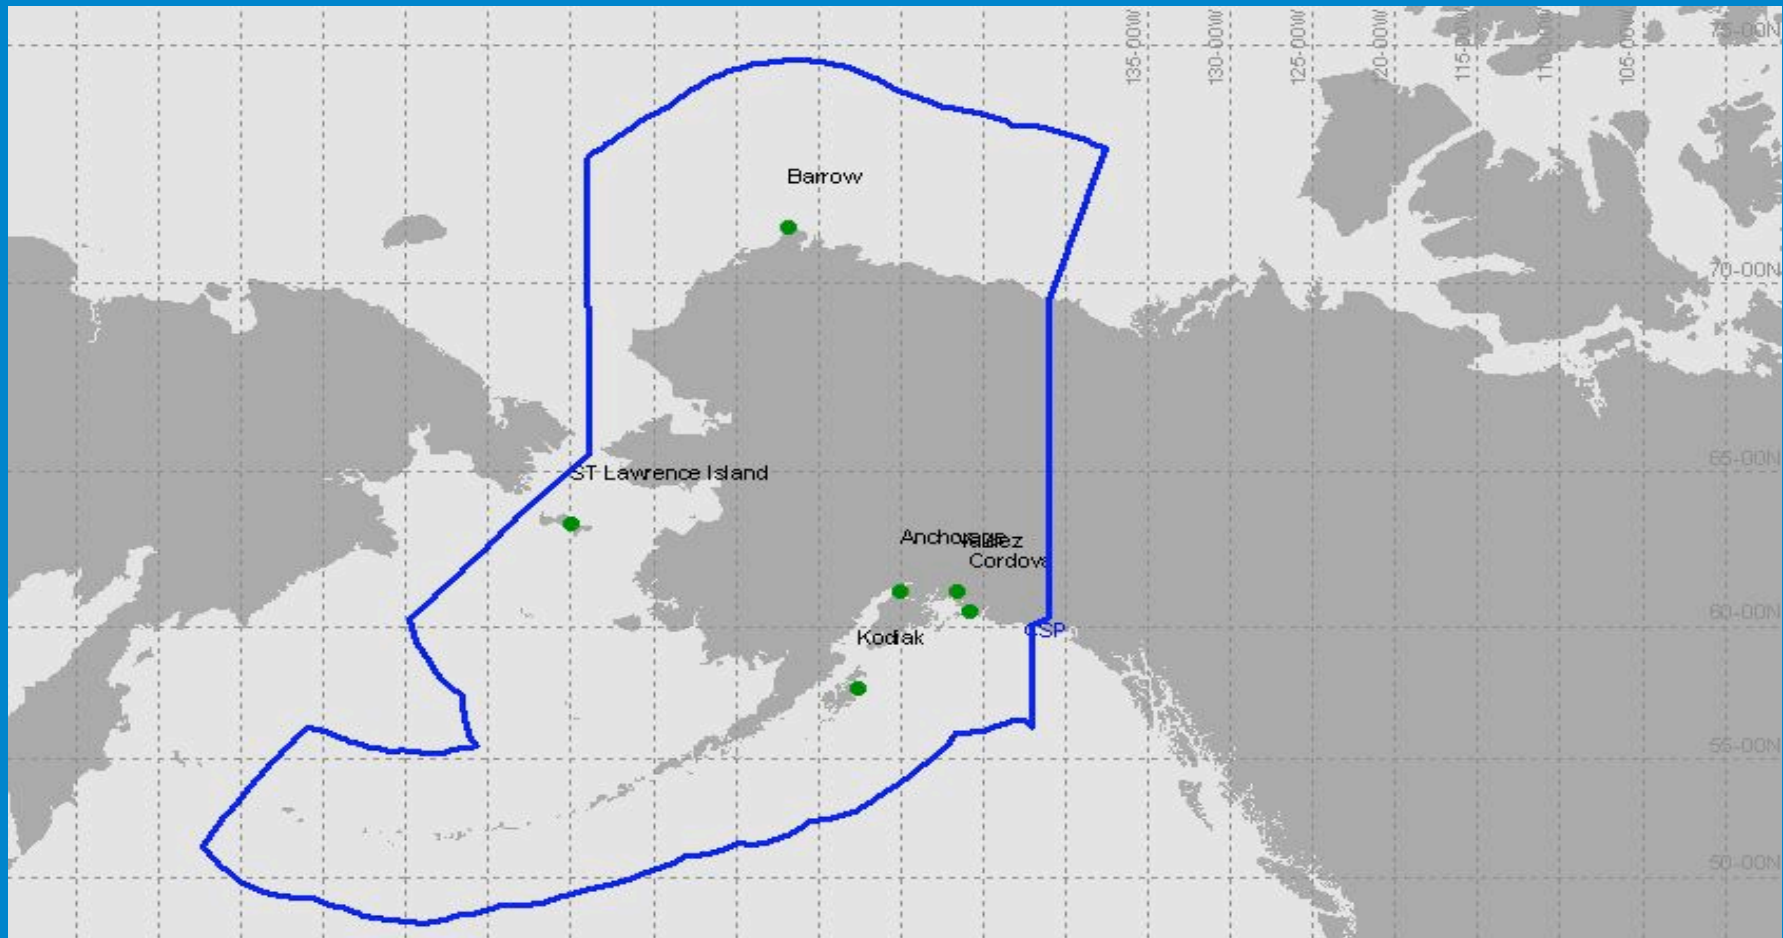 135-00W
130-00W
125-00W
120-00W
115-00W
110-00W
105-00W
75-00N
Barrow
70-00N
65-00N
ST Lawrence Island
Anchorage
Valdez
Cordova
60-00N
CSP
Kodiak
55-00N
50-00N